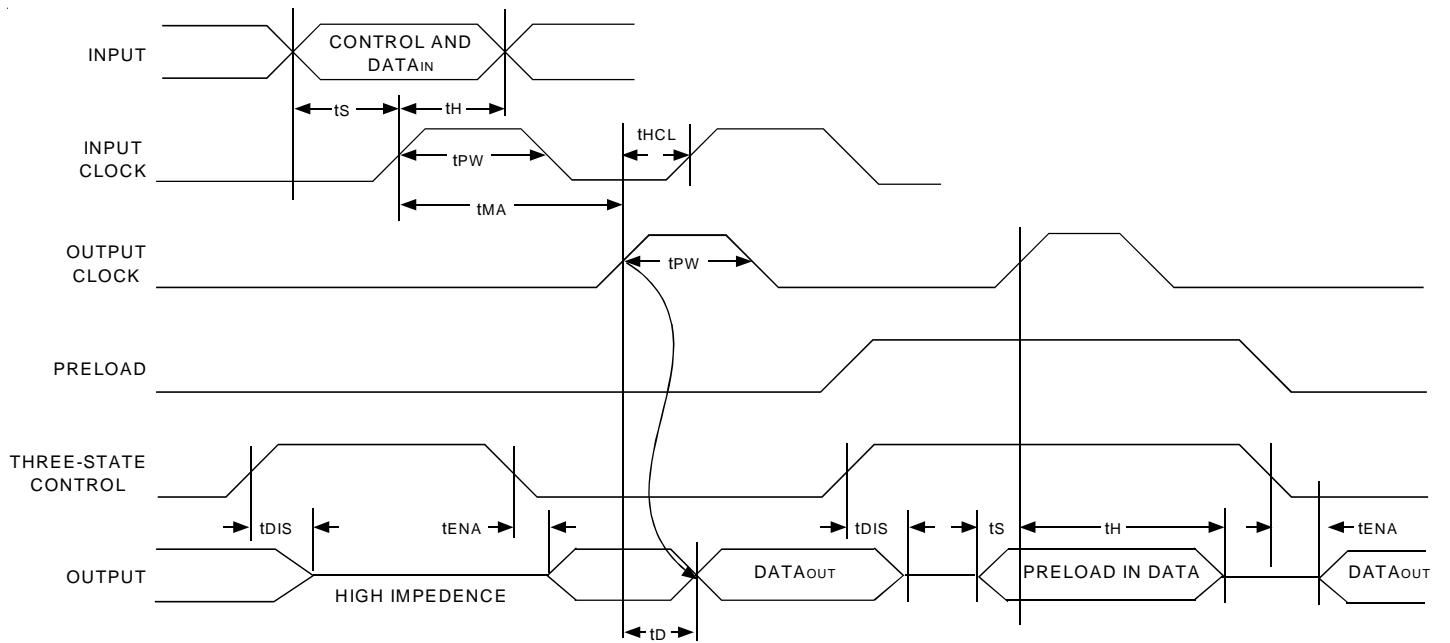 INPUT
CONTROL AND
DATAIN
tS
tH
INPUT
CLOCK
tPW
tHCL
tMA
OUTPUT
CLOCK
tPW
PRELOAD
THREE-STATE
CONTROL
tDIS
tENA
tDIS
tS
tH
tENA
OUTPUT
HIGH IMPEDENCE
DATAOUT
PRELOAD IN DATA
DATAOUT
tD